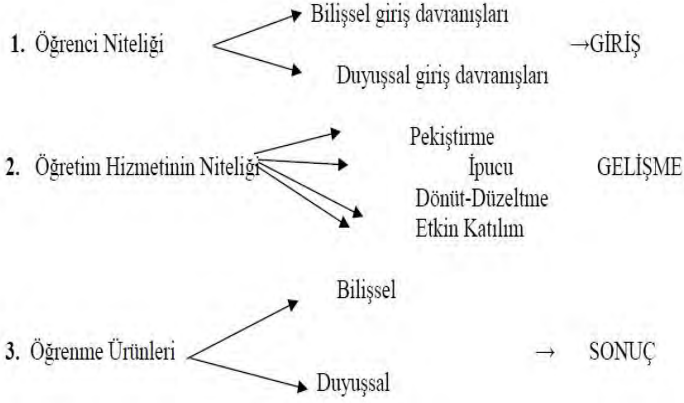 Bilişsel giriş davranışları
1. Öğrenci Niteliği →GİRİŞ
Duyuşsal giriş davranışları
Pekiştirme
2. Öğretim Hizmetinin Niteliği İpucu GELİŞME
Dönüt-Düzeltme
Etkin Katılım
Bilişsel
3. Öğrenme Ürünleri → SONUÇ
Duyuşsal